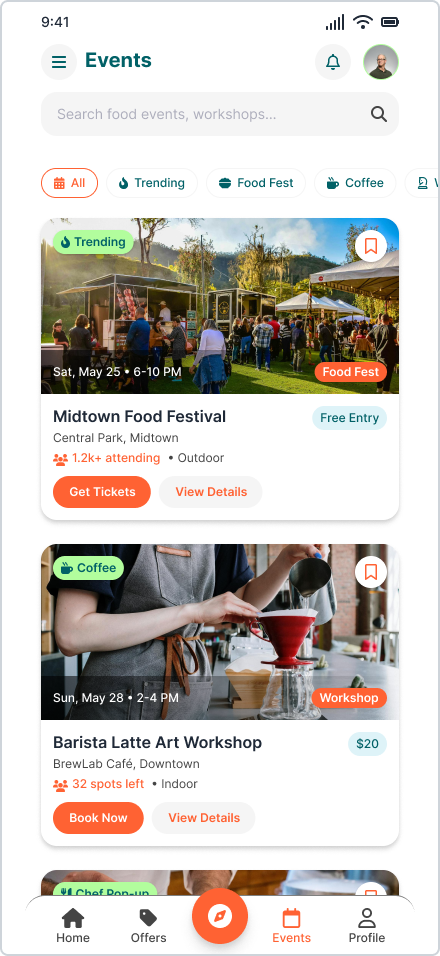 9:41
Events
Search food events, workshops...
All
Trending
Food Fest
Coffee
Trending
Sat, May 25 • 6-10 PM
Food Fest
Midtown Food Festival
Free Entry
Central Park, Midtown
1.2k+ attending • Outdoor
Get Tickets
View Details
Coffee
Sun, May 28 • 2-4 PM
Workshop
Barista Latte Art Workshop
$20
BrewLab Café, Downtown
32 spots left • Indoor
Book Now
View Details
Chef Pop-up
Home
Offers
Events
Profile